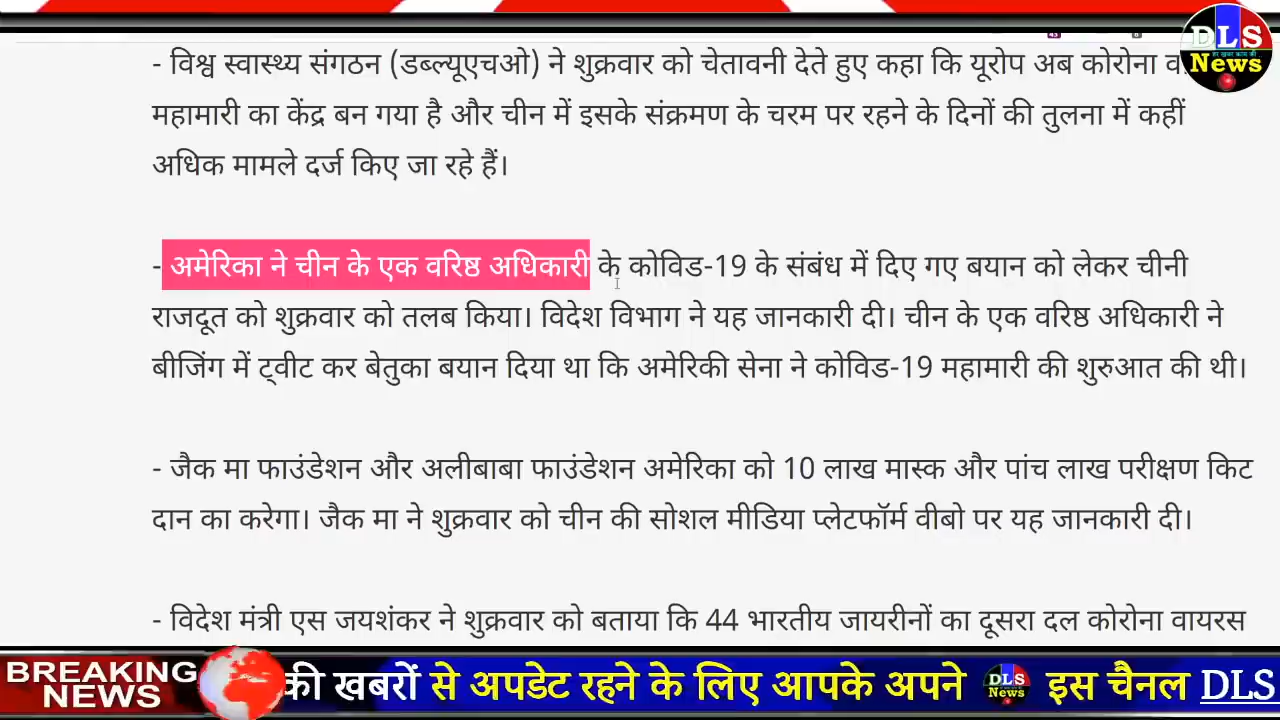 DLS
News
- विश्व स्वास्थ्य संगठन (डब्ल्यूएचओ) ने शुक्रवार को चेतावनी देते हुए कहा कि यूरोप अब कोरोना
महामारी का केंद्र बन गया है और चीन में इसके संक्रमण के चरम पर रहने के दिनों की तुलना में कहीं
अधिक मामले दर्ज किए जा रहे हैं।
- अमेरिका ने चीन के एक वरिष्ठ अधिकारी के कोविड-19 के संबंध में दिए गए बयान को लेकर चीनी
राजदूत को शुक्रवार को तलब किया। विदेश विभाग ने यह जानकारी दी। चीन के एक वरिष्ठ अधिकारी ने
बीजिंग में ट्वीट कर बेतुका बयान दिया था कि अमेरिकी सेना ने कोविड-19 महामारी की शुरुआत की थी।
- जैक मा फाउंडेशन और अलीबाबा फाउंडेशन अमेरिका को 10 लाख मास्क और पांच लाख परीक्षण किट
दान का करेगा। जैक मा ने शुक्रवार को चीन की सोशल मीडिया प्लेटफॉर्म वीबो पर यह जानकारी दी।
- विदेश मंत्री एस जयशंकर ने शुक्रवार को बताया कि 44 भारतीय जायरीनों का दूसरा दल कोरोना वायरस
BREAKING
NEWS
की खबरों से अपडेट रहने के लिए आपके अपने DLS News इस चैनल DLS